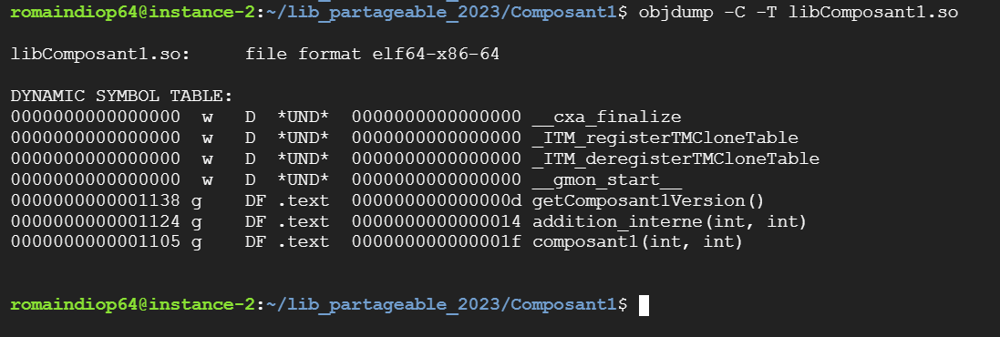 romaindiop64@instance-2:~/lib_partageable_2023/Composant1$ objdump -C -T libComposant1.so
libComposant1.so:     file format elf64-x86-64
DYNAMIC SYMBOL TABLE:
0000000000000000  w   D  *UND*  0000000000000000 __cxa_finalize
0000000000000000  w   D  *UND*  0000000000000000 _ITM_registerTMCloneTable
0000000000000000  w   D  *UND*  0000000000000000 _ITM_deregisterTMCloneTable
0000000000000000  w   D  *UND*  0000000000000000 __gmon_start__
0000000000001138 g    DF .text  000000000000000d getComposant1Version()
0000000000001124 g    DF .text  0000000000000014 addition_interne(int, int)
0000000000001105 g    DF .text  000000000000001f composant1(int, int)
romaindiop64@instance-2:~/lib_partageable_2023/Composant1$